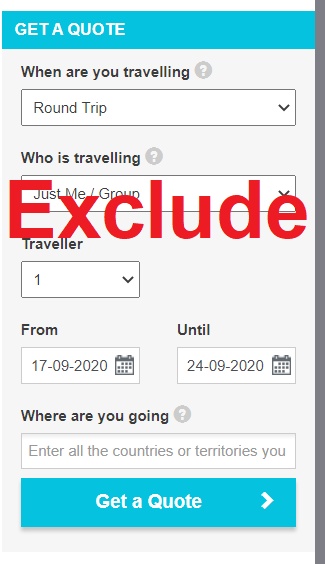 GET A QUOTE
When are you travelling ?
Round Trip
Who is travelling ?
Just Me / Group
Exclude
Traveller
1
From Until
17-09-2020 24-09-2020
Where are you going ?
Enter all the countries or territories you
Get a Quote